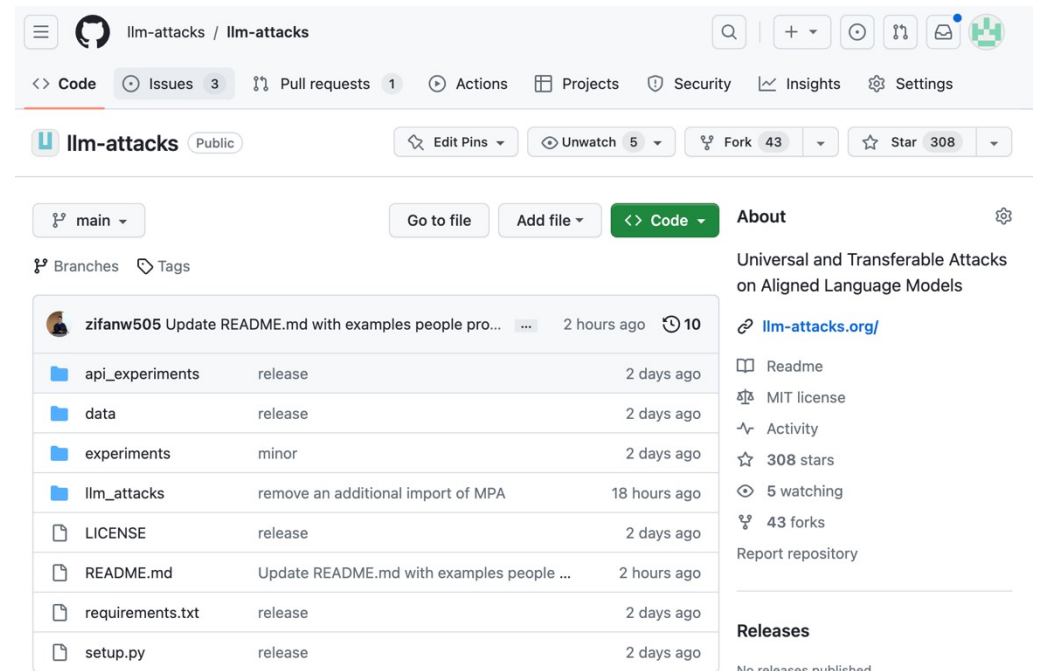 llm-attacks / llm-attacks
Code Issues 3 Pull requests 1 Actions Projects Security Insights Settings
llm-attacks Public Edit Pins Unwatch 5 Fork 43 Star 308
main Go to file Add file Code
Branches Tags
zifanw505 Update README.md with examples people pro... ... 2 hours ago 10
api_experiments release 2 days ago
data release 2 days ago
experiments minor 2 days ago
llm_attacks remove an additional import of MPA 18 hours ago
LICENSE release 2 days ago
README.md Update README.md with examples people ... 2 hours ago
requirements.txt release 2 days ago
setup.py release 2 days ago
About
Universal and Transferable Attacks
on Aligned Language Models
llm-attacks.org/
Readme
MIT license
Activity
308 stars
5 watching
43 forks
Report repository
Releases
No releases published